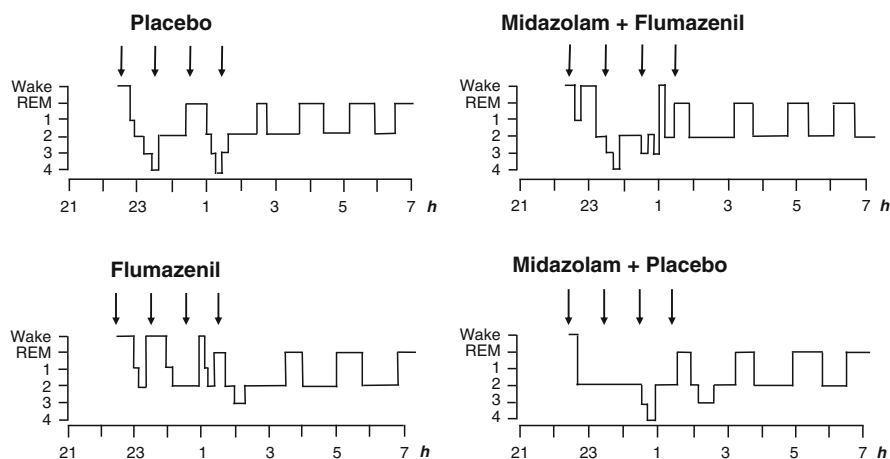 Placebo
Wake
REM
1
2
3
4
21 23 1 3 5 7 h
Midazolam + Flumazenil
Wake
REM
1
2
3
4
21 23 1 3 5 7 h
Flumazenil
Wake
REM
1
2
3
4
21 23 1 3 5 7 h
Midazolam + Placebo
Wake
REM
1
2
3
4
21 23 1 3 5 7 h